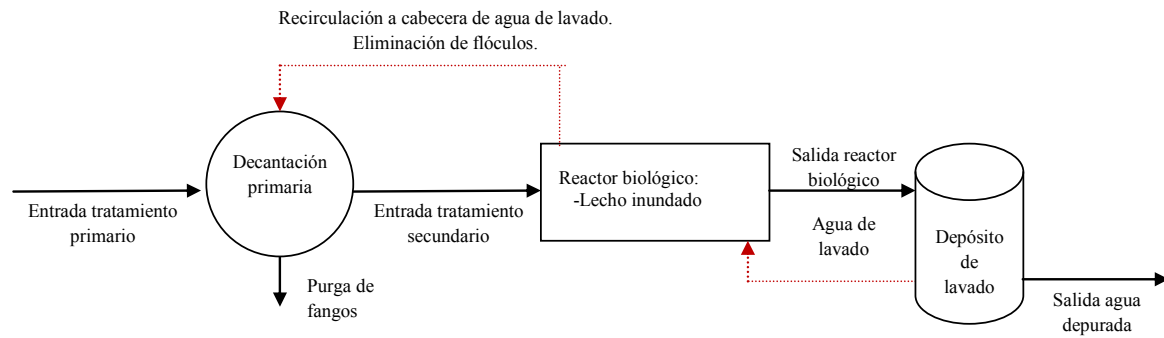 Recirculación a cabecera de agua de lavado.
Eliminación de flóculos.
Decantación
primaria
Entrada tratamiento
primario
Purga de
fangos
Entrada tratamiento
secundario
Reactor biológico:
-Lecho inundado
Salida reactor
biológico
Agua de
lavado
Depósito
de
lavado
Salida agua
depurada